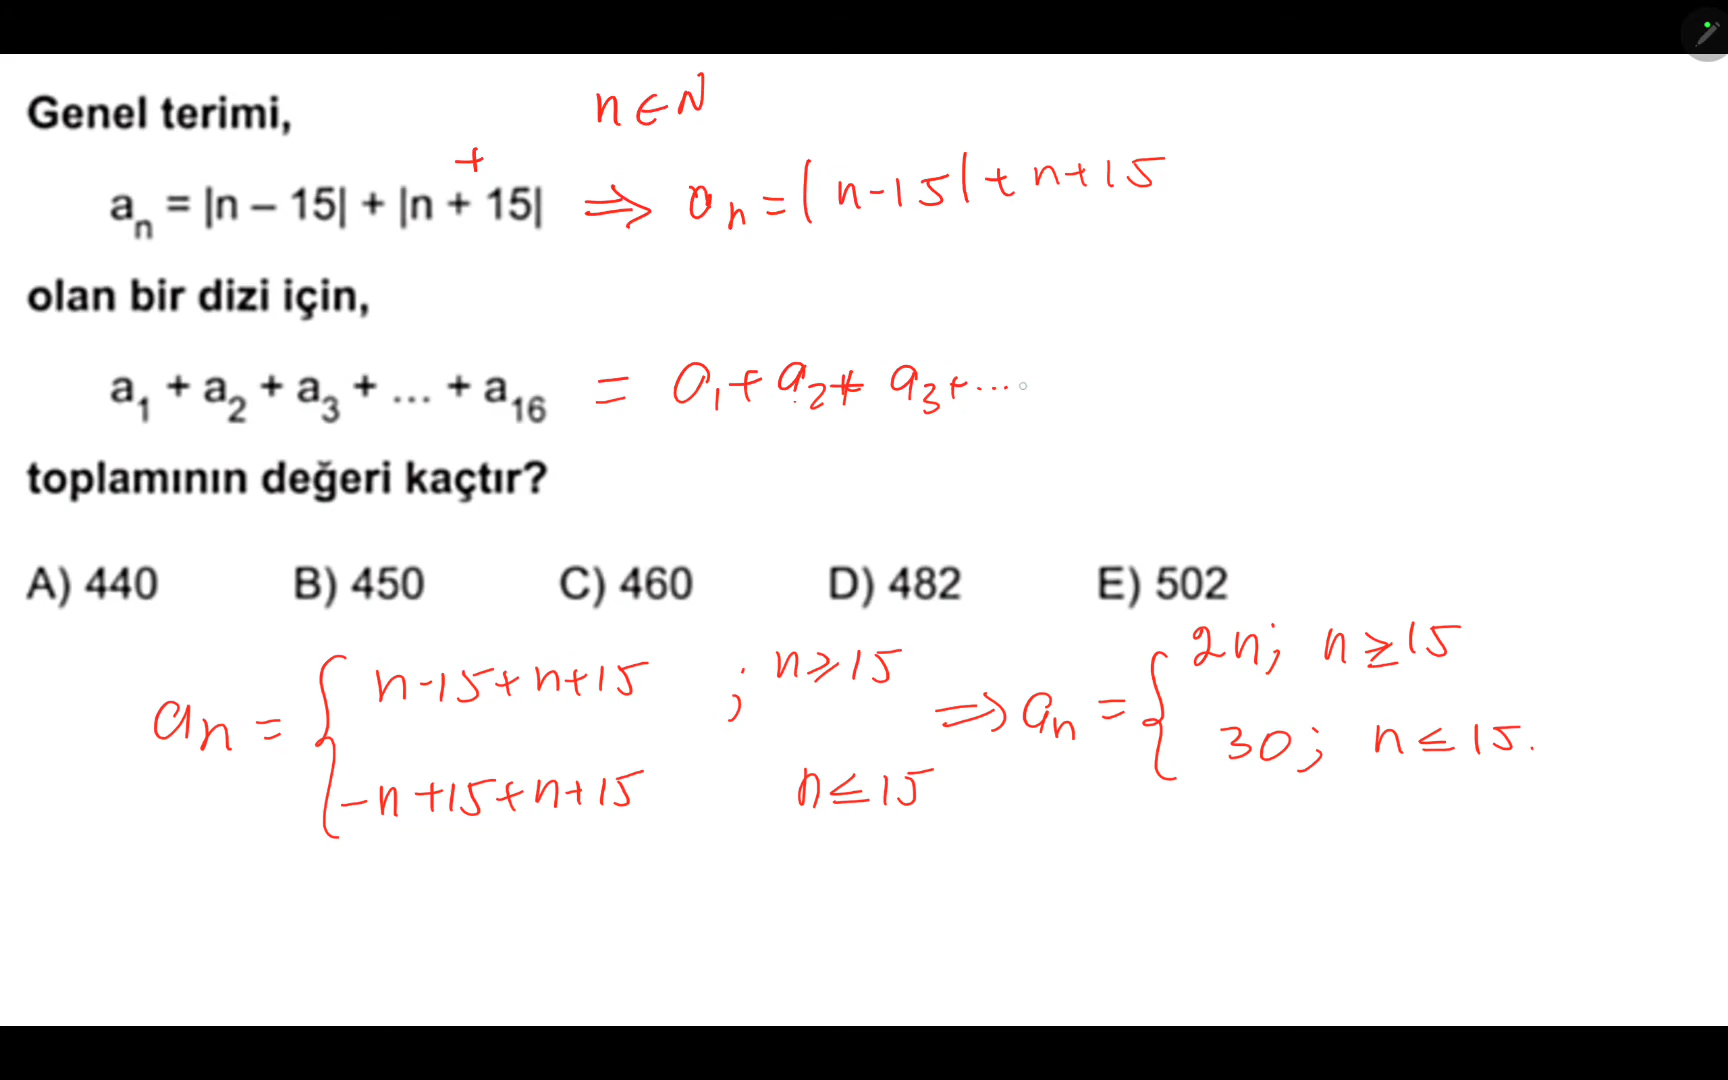 Genel terimi,
n ∈ N
+
aₙ = |n – 15| + |n + 15| ⇒ aₙ = |n-15| + n+15
olan bir dizi için,
a₁ + a₂ + a₃ + ... + a₁₆ = a₁ + a₂ + a₃ + ....
toplamının değeri kaçtır?
A) 440 B) 450 C) 460 D) 482 E) 502
aₙ = { n-15+n+15 ; n ≥ 15 ⇒ aₙ = { 2n; n ≥ 15
-n+15+n+15 n ≤ 15 30; n ≤ 15.